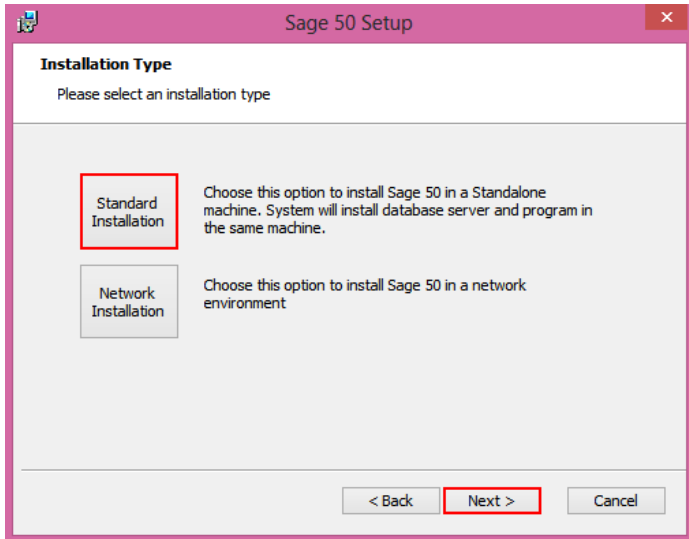 Sage 50 Setup
Installation Type
Please select an installation type
Standard
Installation
Choose this option to install Sage 50 in a Standalone
machine. System will install database server and program in
the same machine.
Network
Installation
Choose this option to install Sage 50 in a network
environment
< Back
Next >
Cancel